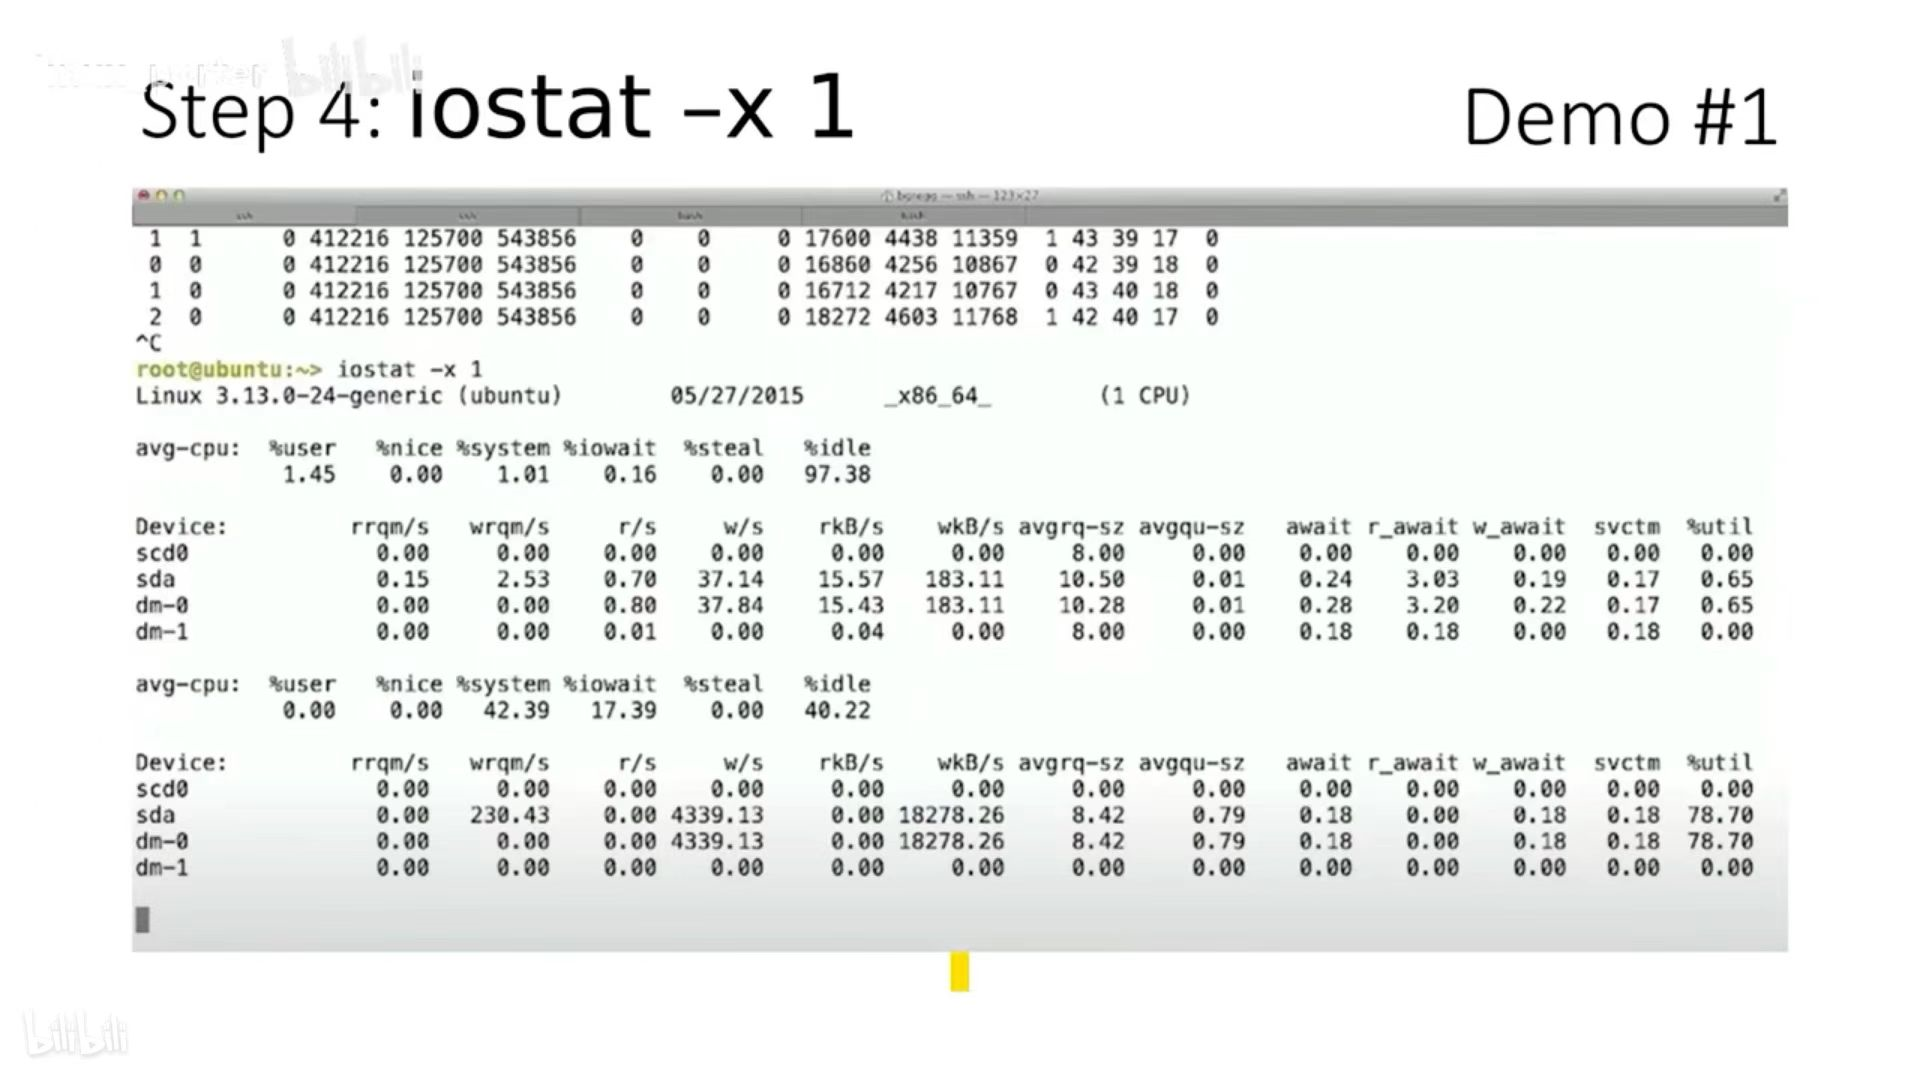 bilibili
Step 4: iostat –x 1
Demo #1
bgregg — ssh — 123×27
ssh ssh bash bash
1 1 0 412216 125700 543856 0 0 0 17600 4438 11359 1 43 39 17 0
0 0 0 412216 125700 543856 0 0 0 16860 4256 10867 0 42 39 18 0
1 0 0 412216 125700 543856 0 0 0 16712 4217 10767 0 43 40 18 0
2 0 0 412216 125700 543856 0 0 0 18272 4603 11768 1 42 40 17 0
^C
root@ubuntu:~> iostat -x 1
Linux 3.13.0-24-generic (ubuntu) 05/27/2015 _x86_64_ (1 CPU)
avg-cpu: %user %nice %system %iowait %steal %idle
1.45 0.00 1.01 0.16 0.00 97.38
Device: rrqm/s wrqm/s r/s w/s rkB/s wkB/s avgrq-sz avgqu-sz await r_await w_await svctm %util
scd0 0.00 0.00 0.00 0.00 0.00 0.00 8.00 0.00 0.00 0.00 0.00 0.00 0.00
sda 0.15 2.53 0.70 37.14 15.57 183.11 10.50 0.01 0.24 3.03 0.19 0.17 0.65
dm-0 0.00 0.00 0.80 37.84 15.43 183.11 10.28 0.01 0.28 3.20 0.22 0.17 0.65
dm-1 0.00 0.00 0.01 0.00 0.04 0.00 8.00 0.00 0.18 0.18 0.00 0.18 0.00
avg-cpu: %user %nice %system %iowait %steal %idle
0.00 0.00 42.39 17.39 0.00 40.22
Device: rrqm/s wrqm/s r/s w/s rkB/s wkB/s avgrq-sz avgqu-sz await r_await w_await svctm %util
scd0 0.00 0.00 0.00 0.00 0.00 0.00 0.00 0.00 0.00 0.00 0.00 0.00 0.00
sda 0.00 230.43 0.00 4339.13 0.00 18278.26 8.42 0.79 0.18 0.00 0.18 0.18 78.70
dm-0 0.00 0.00 0.00 4339.13 0.00 18278.26 8.42 0.79 0.18 0.00 0.18 0.18 78.70
dm-1 0.00 0.00 0.00 0.00 0.00 0.00 0.00 0.00 0.00 0.00 0.00 0.00 0.00
bilibili